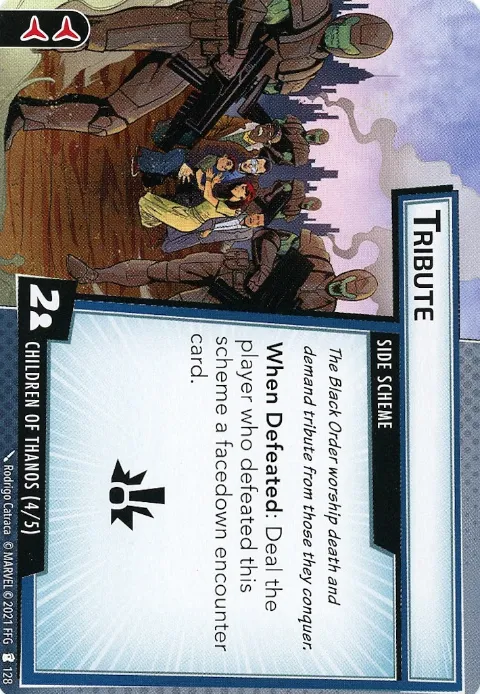 TRIBUTE
SIDE SCHEME
The Black Order worship death and
demand tribute from those they conquer.
When Defeated: Deal the
player who defeated this
scheme a facedown encounter
card.
2
CHILDREN OF THANOS (4/5)
Rodrigo Catraca © MARVEL © 2021 FFG 128